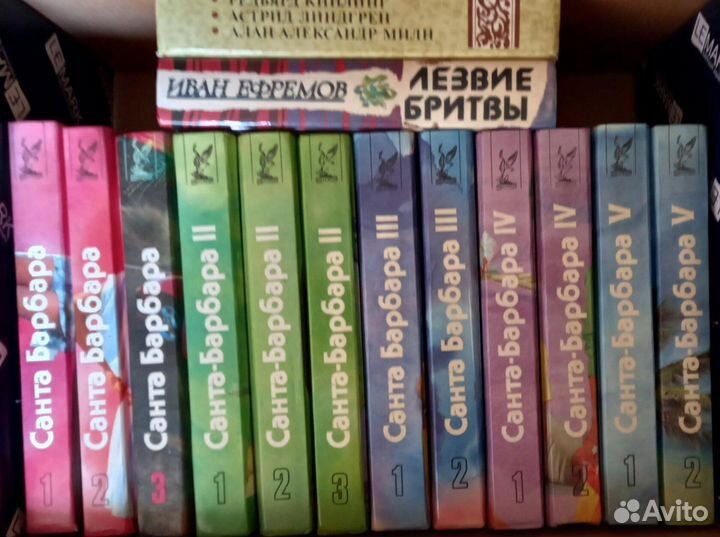 • РЕДЬЯРД КИПЛИНГ
• АСТРИД ЛИНДГРЕН
• АЛАН АЛЕКСАНДР МИЛН
ИВАН ЕФРЕМОВ
ЛЕЗВИЕ
БРИТВЫ
Санта Барбара
1
Санта Барбара
2
Санта Барбара
3
Санта-Барбара II
1
Санта-Барбара II
2
Санта-Барбара II
3
Санта Барбара III
1
Санта Барбара III
2
Санта-Барбара IV
1
Санта-Барбара IV
2
Санта-Барбара V
1
Санта-Барбара V
2
Avito